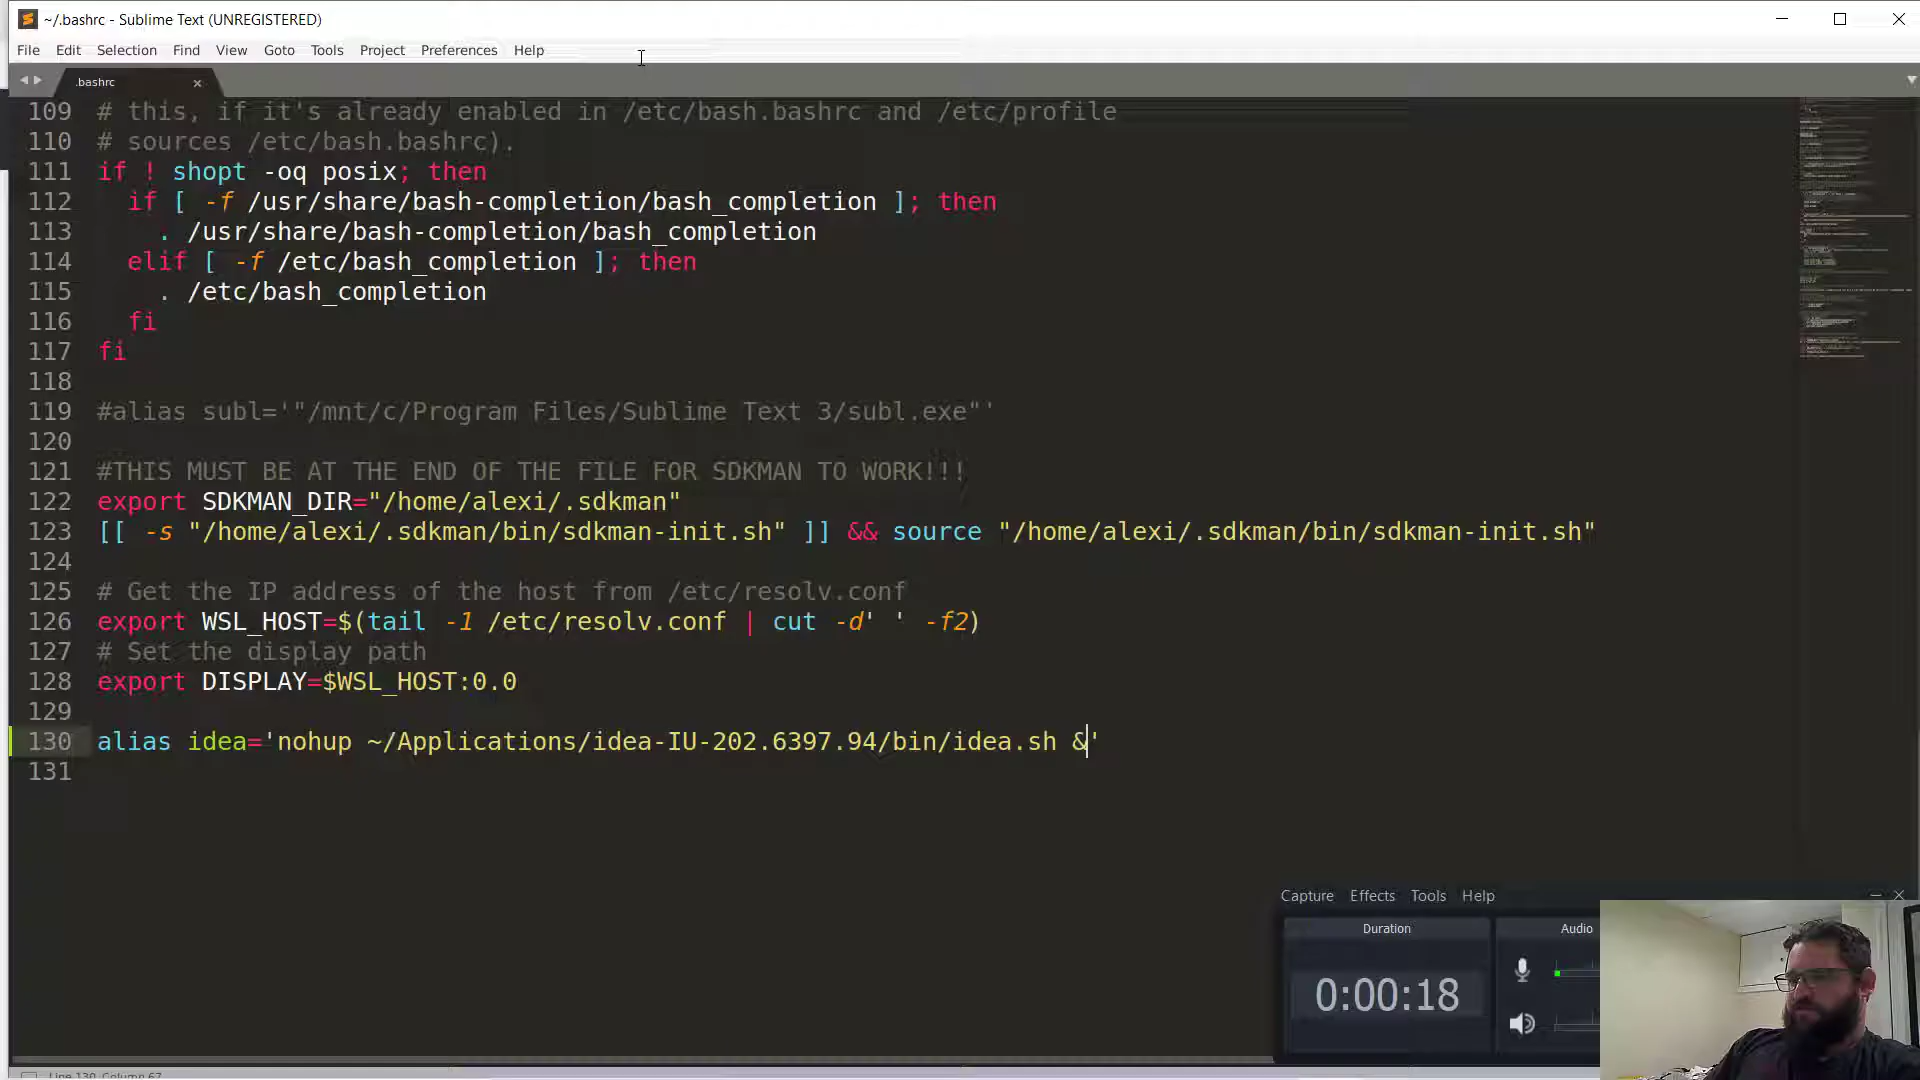 ~/.bashrc - Sublime Text (UNREGISTERED)
File Edit Selection Find View Goto Tools Project Preferences Help
.bashrc
109 # this, if it's already enabled in /etc/bash.bashrc and /etc/profile
110 # sources /etc/bash.bashrc).
111 if ! shopt -oq posix; then
112 if [ -f /usr/share/bash-completion/bash_completion ]; then
113 . /usr/share/bash-completion/bash_completion
114 elif [ -f /etc/bash_completion ]; then
115 . /etc/bash_completion
116 fi
117 fi
118
119 #alias subl='"/mnt/c/Program Files/Sublime Text 3/subl.exe"'
120
121 #THIS MUST BE AT THE END OF THE FILE FOR SDKMAN TO WORK!!!
122 export SDKMAN_DIR="/home/alexi/.sdkman"
123 [[ -s "/home/alexi/.sdkman/bin/sdkman-init.sh" ]] && source "/home/alexi/.sdkman/bin/sdkman-init.sh"
124
125 # Get the IP address of the host from /etc/resolv.conf
126 export WSL_HOST=$(tail -1 /etc/resolv.conf | cut -d' ' -f2)
127 # Set the display path
128 export DISPLAY=$WSL_HOST:0.0
129
130 alias idea='nohup ~/Applications/idea-IU-202.6397.94/bin/idea.sh &'
131
Capture Effects Tools Help
Duration Audio
0:00:18
Line 130, Column 67